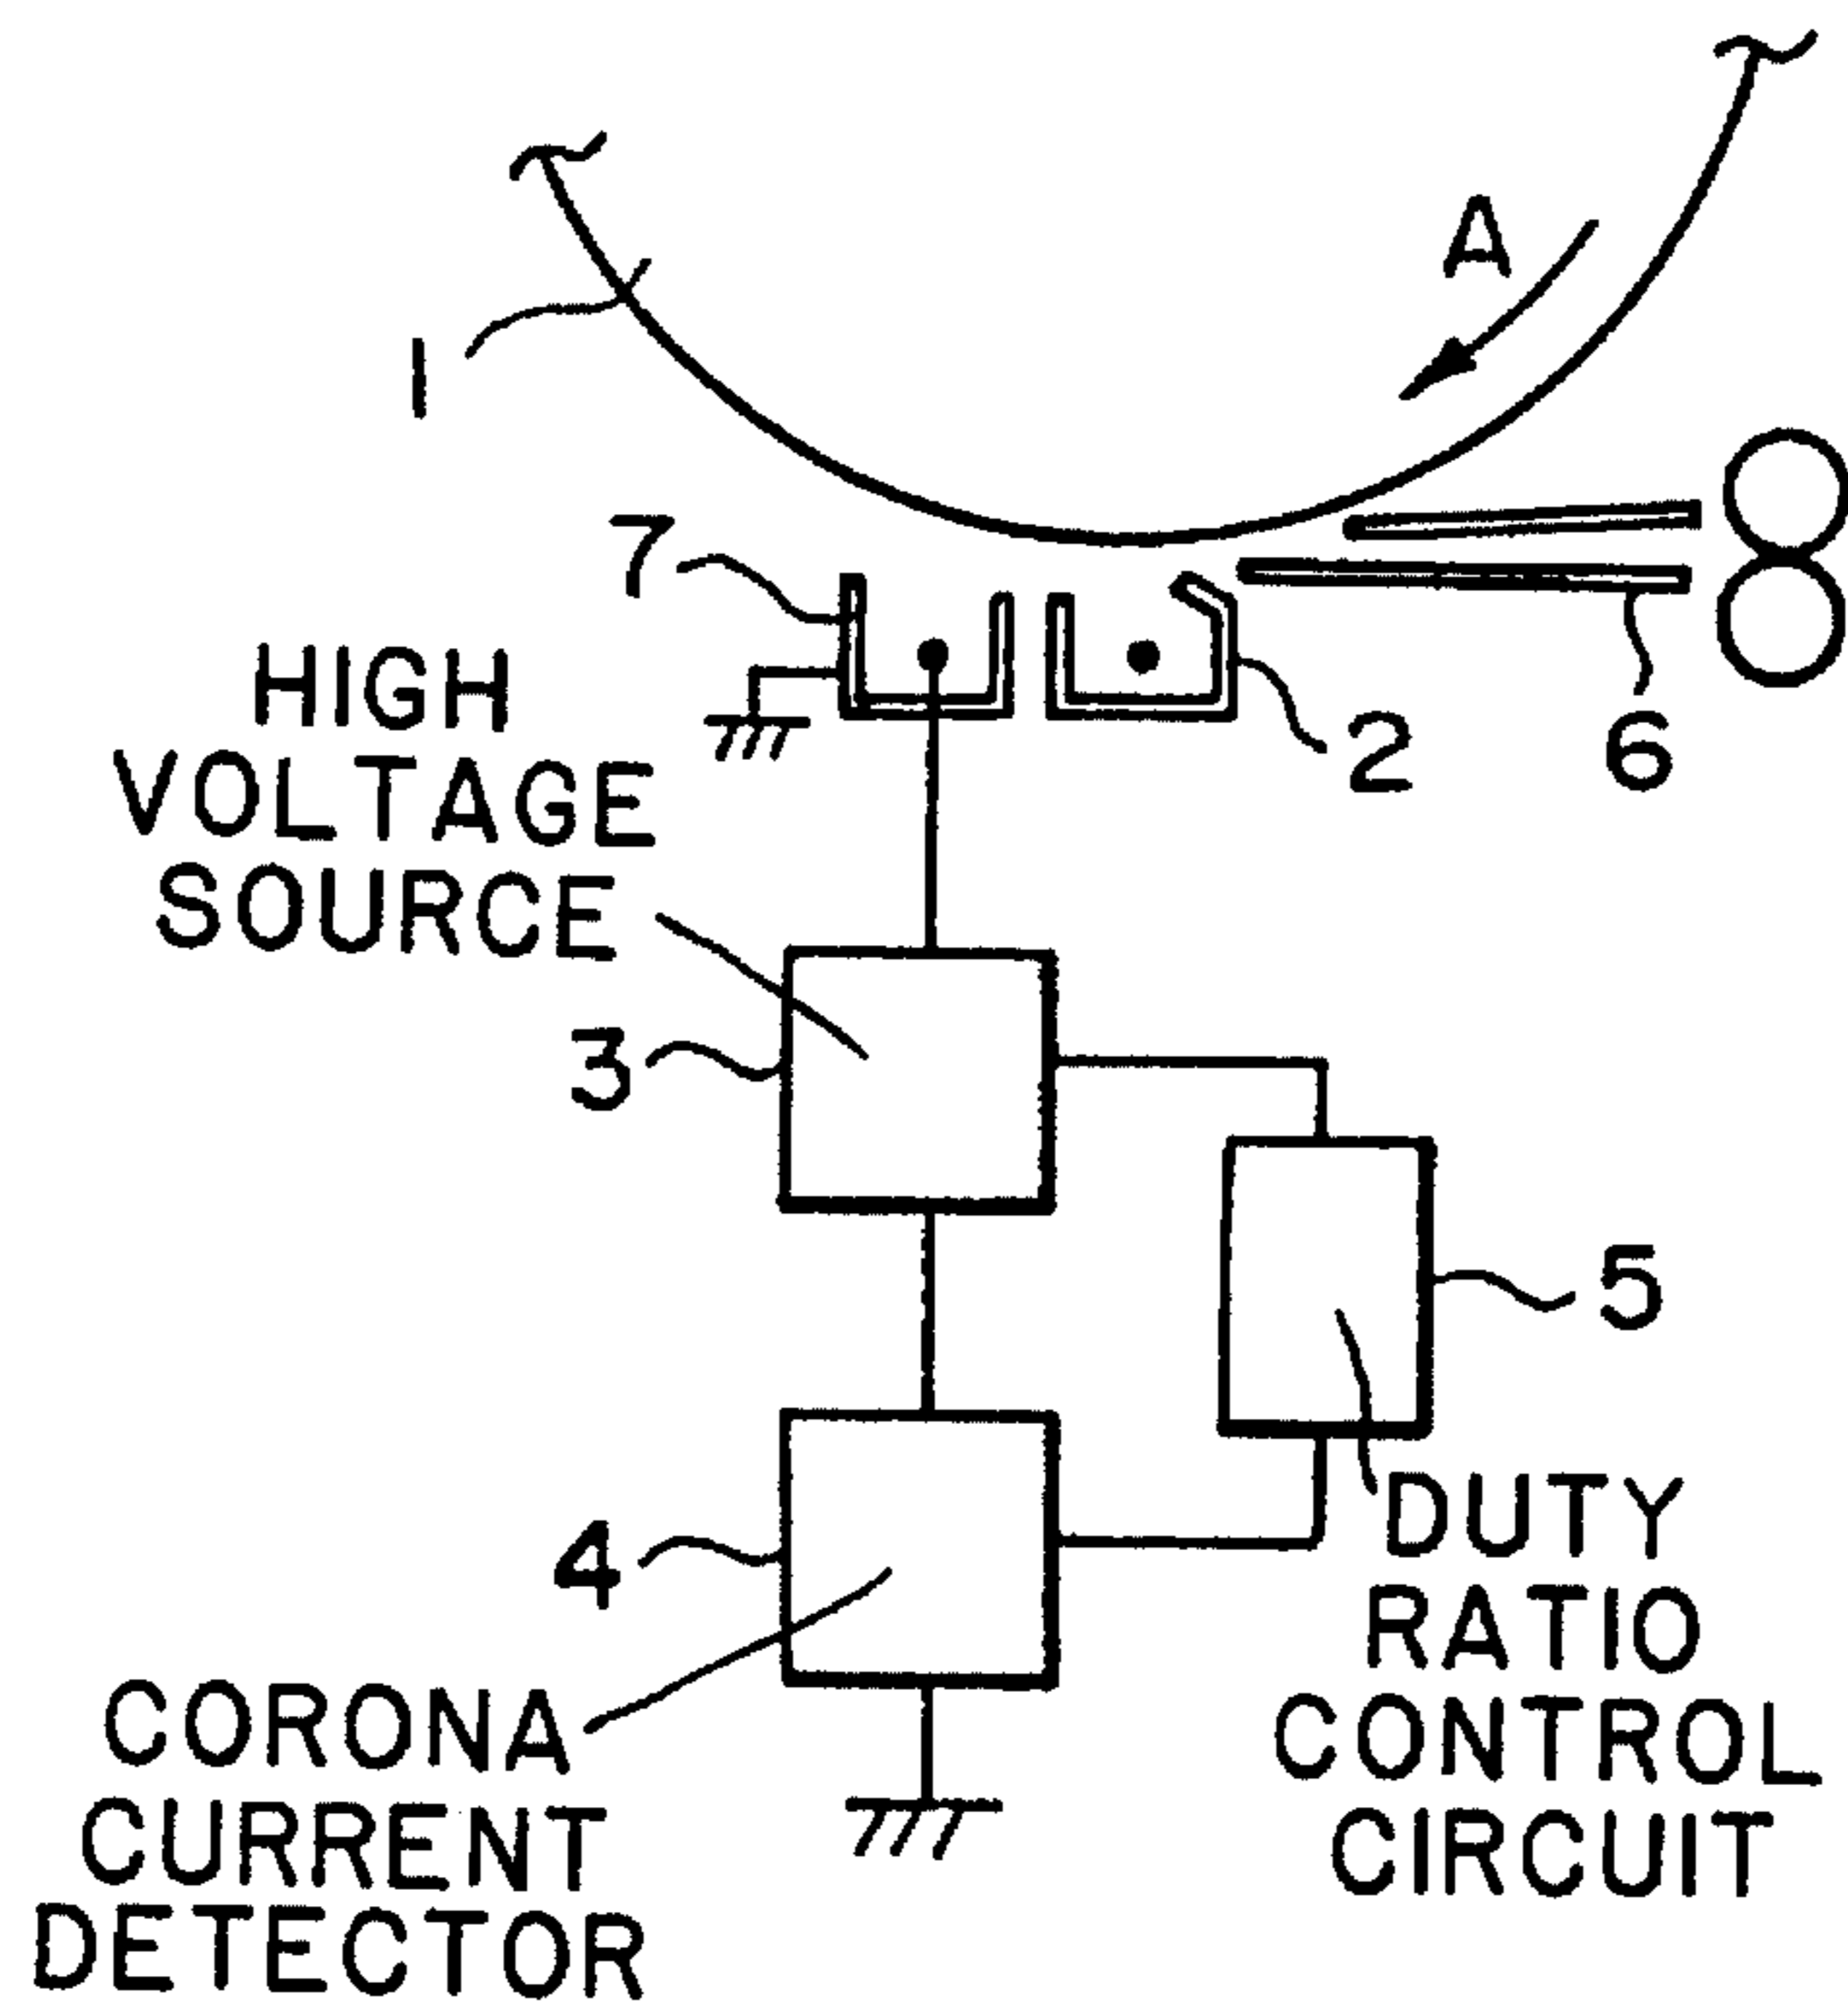 A
1
7
HIGH
VOLTAGE
SOURCE
2
6
3
5
4
DUTY
RATIO
CONTROL
CIRCUIT
CORONA
CURRENT
DETECTOR